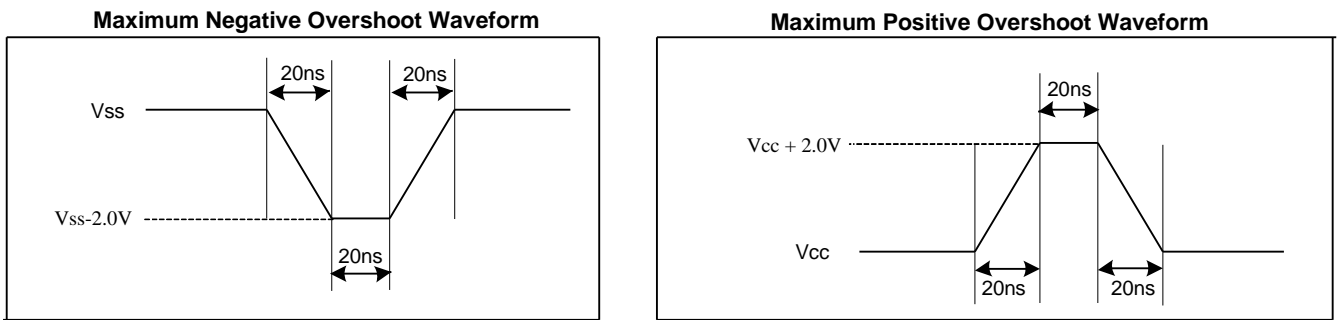 Maximum Negative Overshoot Waveform
20ns
20ns
Vss
Vss-2.0V
20ns
Maximum Positive Overshoot Waveform
20ns
Vcc + 2.0V
Vcc
20ns
20ns